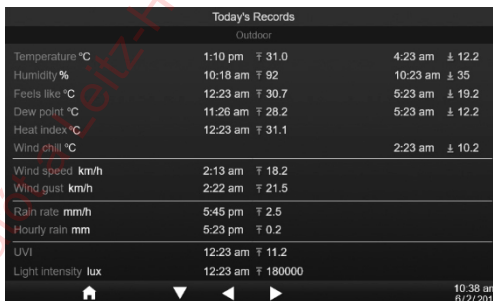 Today's Records
Outdoor
Temperature °C 1:10 pm ⤒ 31.0 4:23 am ⤓ 12.2
Humidity % 10:18 am ⤒ 92 10:23 am ⤓ 35
Feels like °C 12:23 am ⤒ 30.7 5:23 am ⤓ 19.2
Dew point °C 11:26 am ⤒ 28.2 5:23 am ⤓ 12.2
Heat index °C 12:23 am ⤒ 31.1
Wind chill °C 2:23 am ⤓ 10.2
Wind speed km/h 2:13 am ⤒ 18.2
Wind gust km/h 2:22 am ⤒ 21.5
Rain rate mm/h 5:45 pm ⤒ 2.5
Hourly rain mm 5:23 pm ⤒ 0.2
UVI 12:23 am ⤒ 11.2
Light intensity lux 12:23 am ⤒ 180000
10:38 am
6/2/